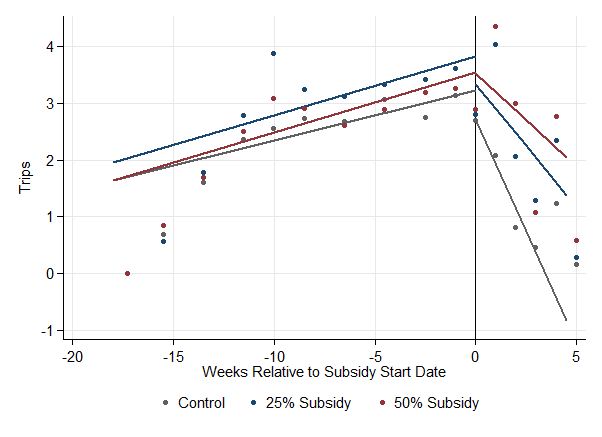 4
3
2
1
0
-1
Trips
-20 -15 -10 -5 0 5
Weeks Relative to Subsidy Start Date
Control 25% Subsidy 50% Subsidy